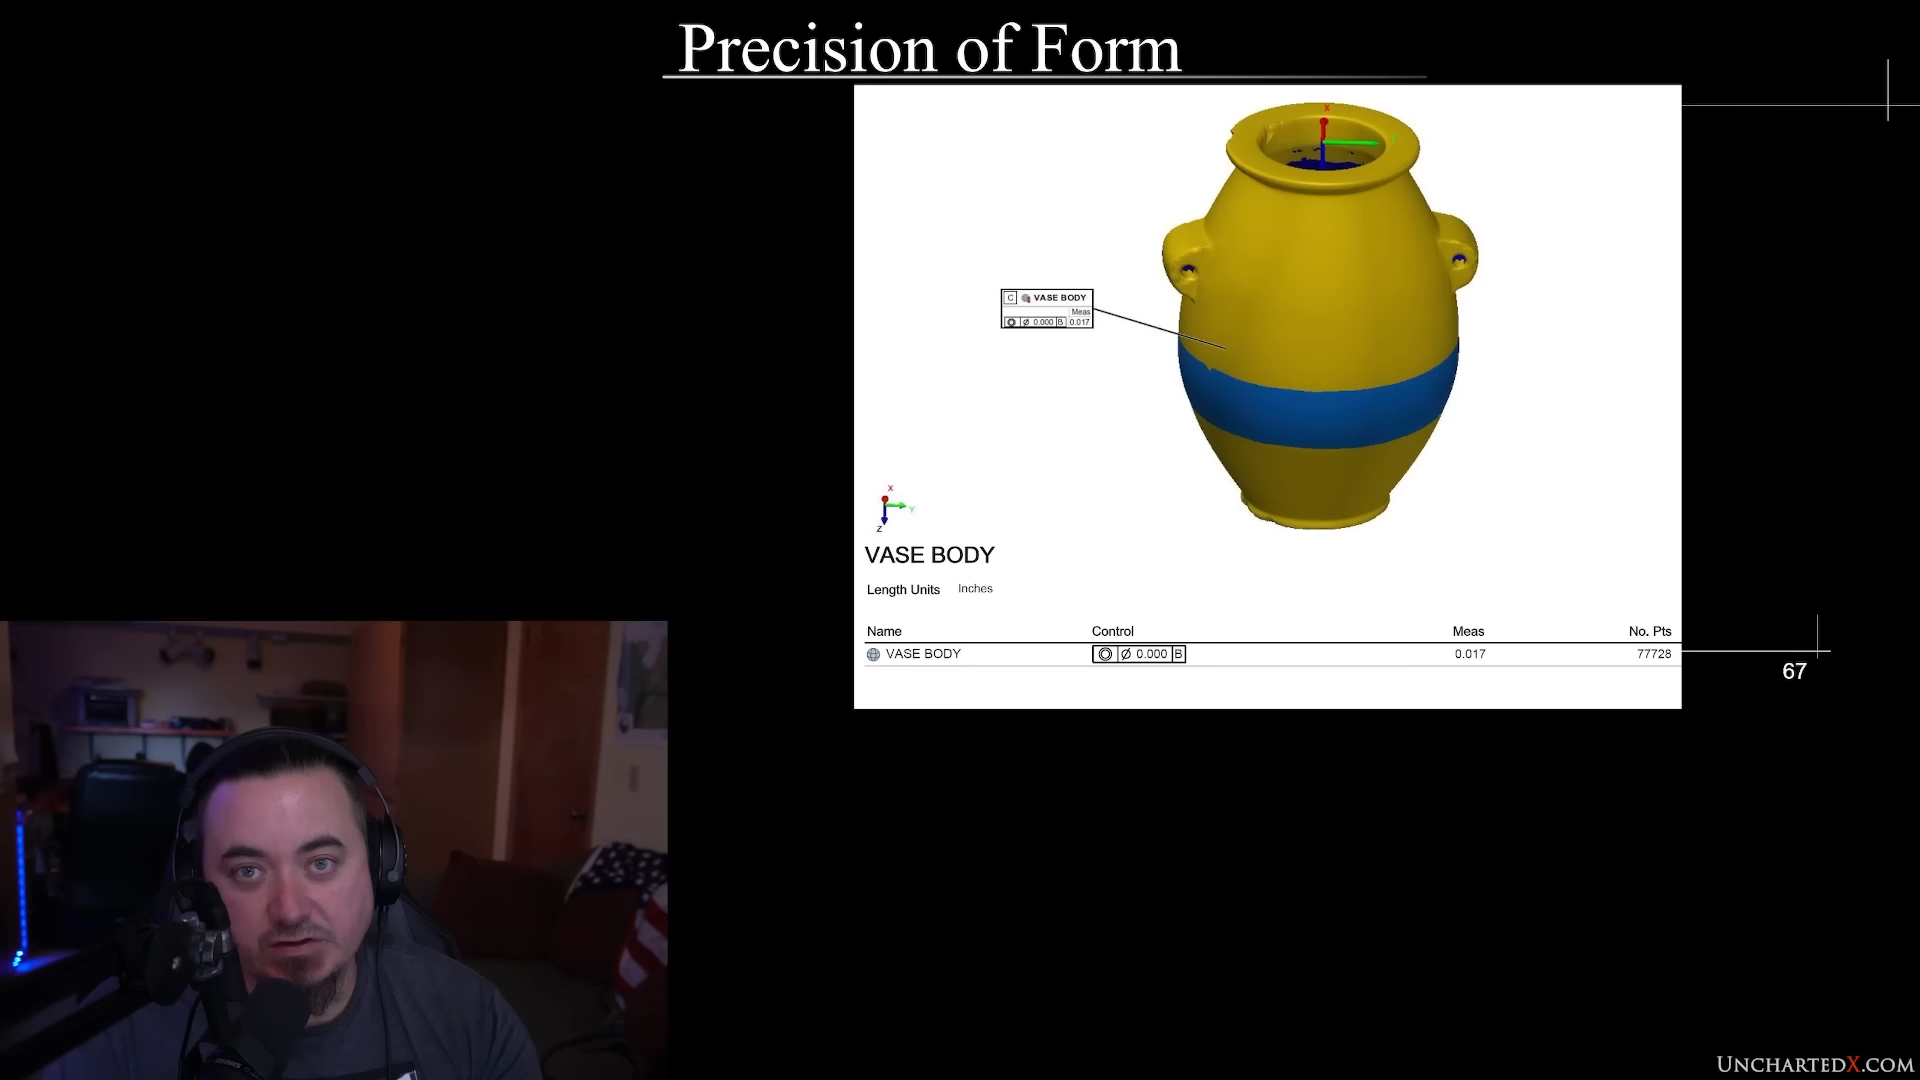 Precision of Form
X
C VASE BODY
Meas
Ø 0.000 B 0.017
X
Y
Z
VASE BODY
Length Units Inches
Name Control Meas No. Pts
VASE BODY Ø 0.000 B 0.017 77728
67
UNCHARTEDX.COM